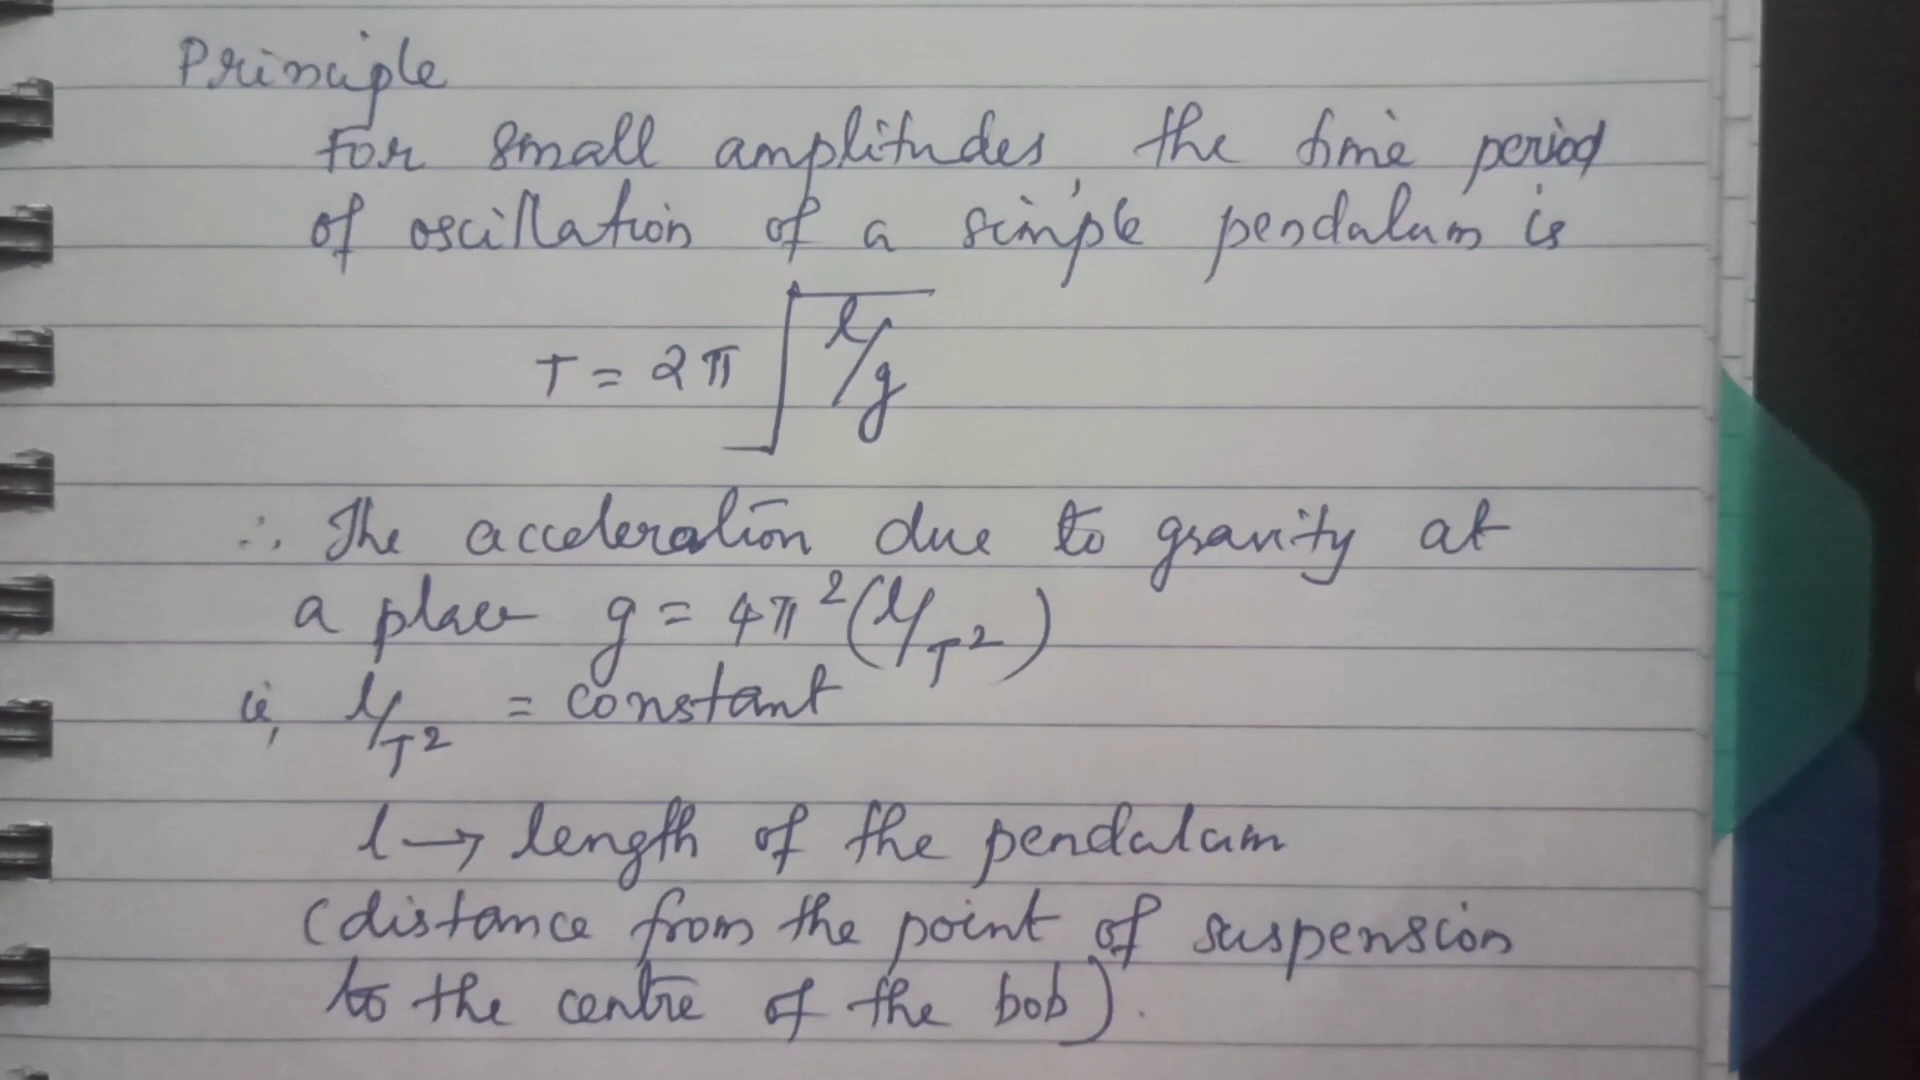 Principle
For small amplitudes, the time period
of oscillation of a simple pendalum is
T = 2π √l/g
∴ The acceleration due to gravity at
a place g = 4π²(l/T²)
ie, l/T² = constant
l → length of the pendalum
(distance from the point of suspension
to the centre of the bob).